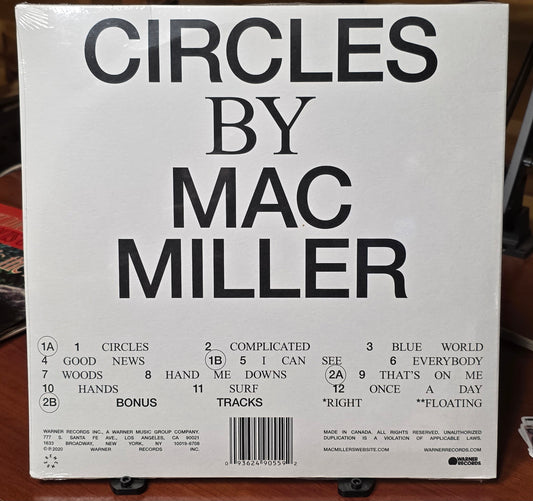 CIRCLES
BY
MAC
MILLER
1A 1 CIRCLES 2 COMPLICATED 3 BLUE WORLD
4 GOOD NEWS 1B 5 I CAN SEE 6 EVERYBODY
7 WOODS 8 HAND ME DOWNS 2A 9 THAT'S ON ME
10 HANDS 11 SURF 12 ONCE A DAY
2B BONUS TRACKS *RIGHT **FLOATING
WARNER RECORDS INC., A WARNER MUSIC GROUP COMPANY.
777 S. SANTA FE AVE., LOS ANGELES, CA 90021
1633 BROADWAY, NEW YORK, NY 10019-6708
© ℗ 2020 WARNER RECORDS INC.
0 93624 90559 2
MADE IN CANADA. ALL RIGHTS RESERVED. UNAUTHORIZED
DUPLICATION IS A VIOLATION OF APPLICABLE LAWS.
MACMILLERSWEBSITE.COM WARNERRECORDS.COM
WARNER
RECORDS